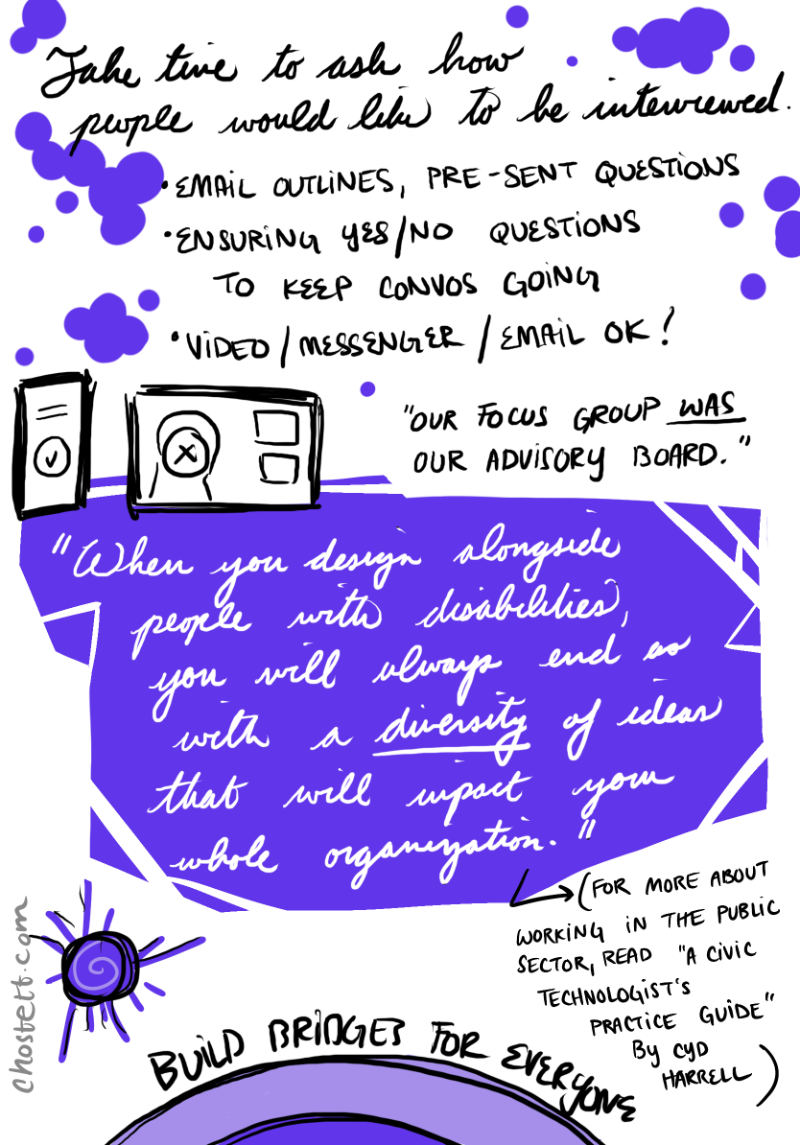 Take time to ask how
people would like to be interviewed.
• EMAIL OUTLINES, PRE-SENT QUESTIONS
• ENSURING YES/NO QUESTIONS
TO KEEP CONVOS GOING
• VIDEO / MESSENGER / EMAIL OK!
"OUR FOCUS GROUP WAS
OUR ADVISORY BOARD."
"When you design alongside
people with disabilities,
you will always end as
with a diversity of ideas
that will impact your
whole organization."
(FOR MORE ABOUT
WORKING IN THE PUBLIC
SECTOR, READ "A CIVIC
TECHNOLOGIST'S
PRACTICE GUIDE"
By CYD
HARRELL)
BUILD BRIDGES FOR EVERYONE
chostett.com